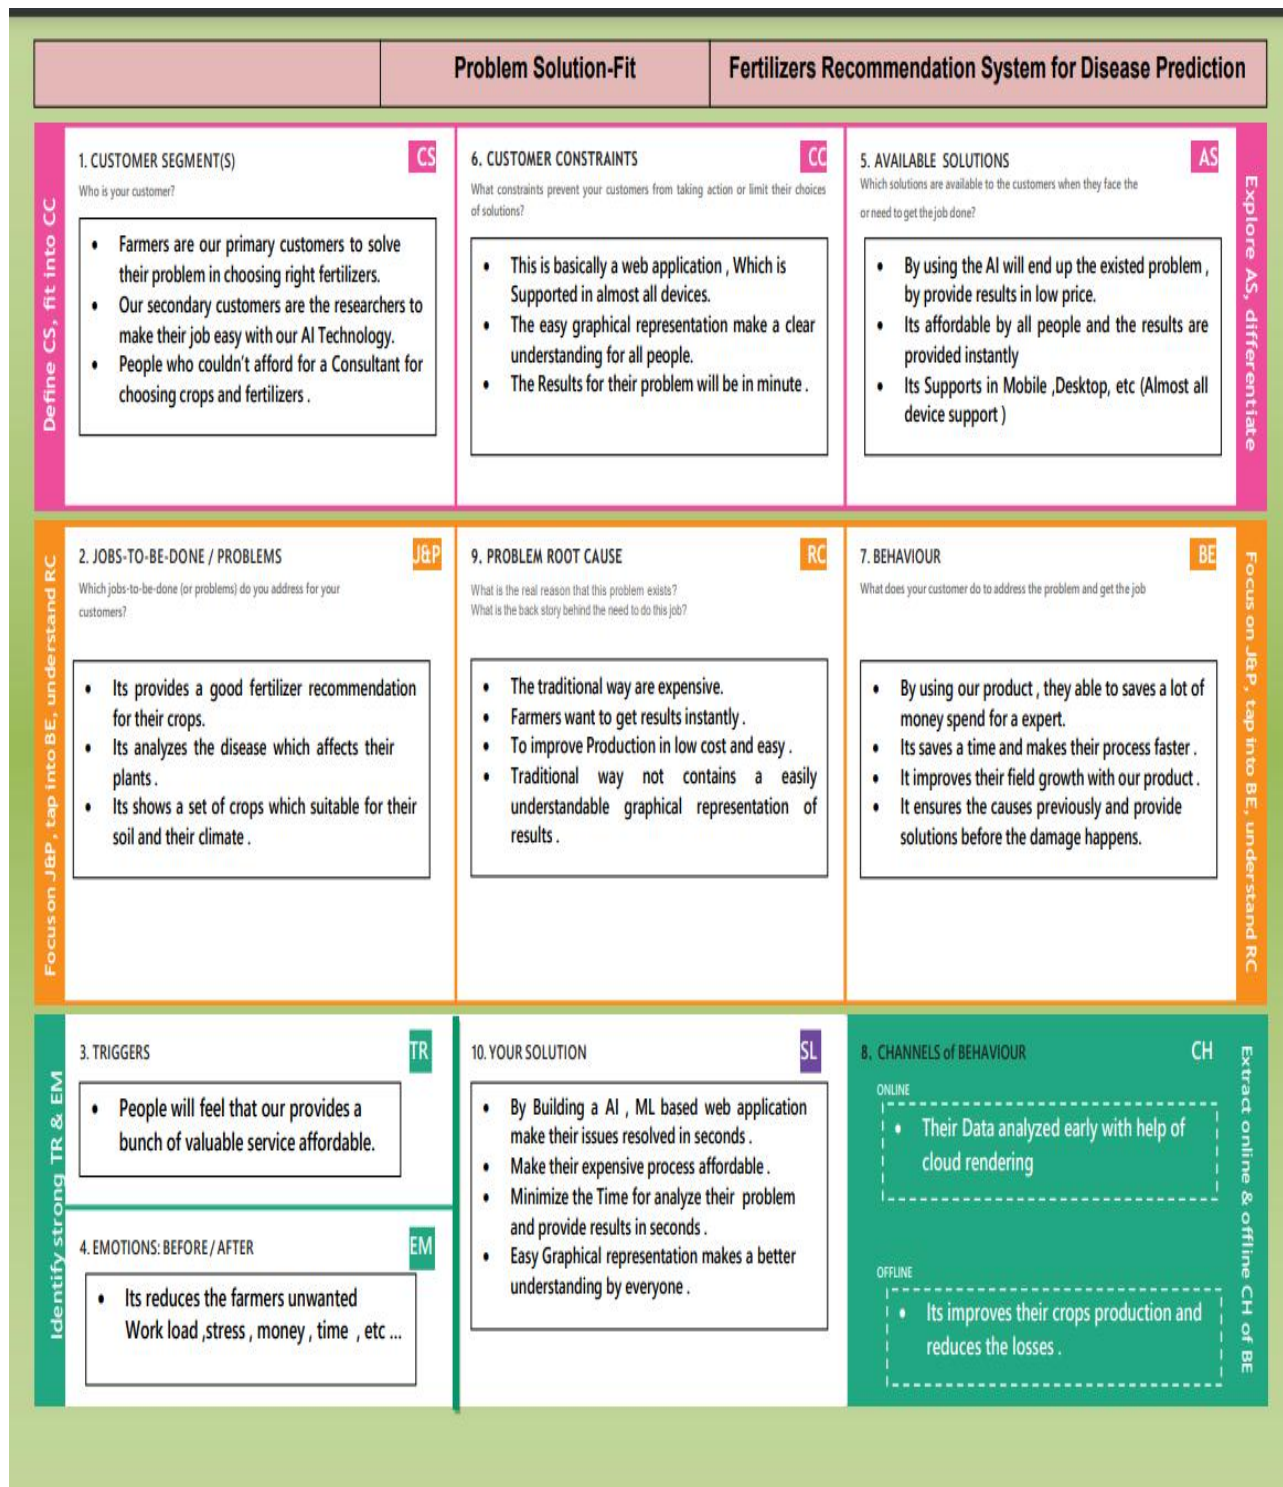 Problem Solution-Fit
Fertilizers Recommendation System for Disease Prediction
Define CS, fit into CC
1. CUSTOMER SEGMENT(S)
CS
Who is your customer?
• Farmers are our primary customers to solve
their problem in choosing right fertilizers.
• Our secondary customers are the researchers to
make their job easy with our AI Technology.
• People who couldn't afford for a Consultant for
choosing crops and fertilizers .
6. CUSTOMER CONSTRAINTS
CC
What constraints prevent your customers from taking action or limit their choices
of solutions?
• This is basically a web application , Which is
Supported in almost all devices.
• The easy graphical representation make a clear
understanding for all people.
• The Results for their problem will be in minute .
5. AVAILABLE SOLUTIONS
AS
Which solutions are available to the customers when they face the
or need to get the job done?
• By using the AI will end up the existed problem ,
by provide results in low price.
• Its affordable by all people and the results are
provided instantly
• Its Supports in Mobile ,Desktop, etc (Almost all
device support )
Explore AS, differentiate
Focus on J&P, tap into BE, understand RC
2. JOBS-TO-BE-DONE / PROBLEMS
J&P
Which jobs-to-be-done (or problems) do you address for your
customers?
• Its provides a good fertilizer recommendation
for their crops.
• Its analyzes the disease which affects their
plants .
• Its shows a set of crops which suitable for their
soil and their climate .
9. PROBLEM ROOT CAUSE
RC
What is the real reason that this problem exists?
What is the back story behind the need to do this job?
• The traditional way are expensive.
• Farmers want to get results instantly .
• To improve Production in low cost and easy .
• Traditional way not contains a easily
understandable graphical representation of
results .
7. BEHAVIOUR
BE
What does your customer do to address the problem and get the job
• By using our product , they able to saves a lot of
money spend for a expert.
• Its saves a time and makes their process faster .
• It improves their field growth with our product .
• It ensures the causes previously and provide
solutions before the damage happens.
Focus on J&P, tap into BE, understand RC
Identify strong TR & EM
3. TRIGGERS
TR
• People will feel that our provides a
bunch of valuable service affordable.
4. EMOTIONS: BEFORE / AFTER
EM
• Its reduces the farmers unwanted
Work load ,stress , money , time , etc ...
10. YOUR SOLUTION
SL
• By Building a AI , ML based web application
make their issues resolved in seconds .
• Make their expensive process affordable .
• Minimize the Time for analyze their problem
and provide results in seconds .
• Easy Graphical representation makes a better
understanding by everyone .
8. CHANNELS of BEHAVIOUR
CH
ONLINE
• Their Data analyzed early with help of
cloud rendering
OFFLINE
• Its improves their crops production and
reduces the losses .
Extract online & offline CH of BE